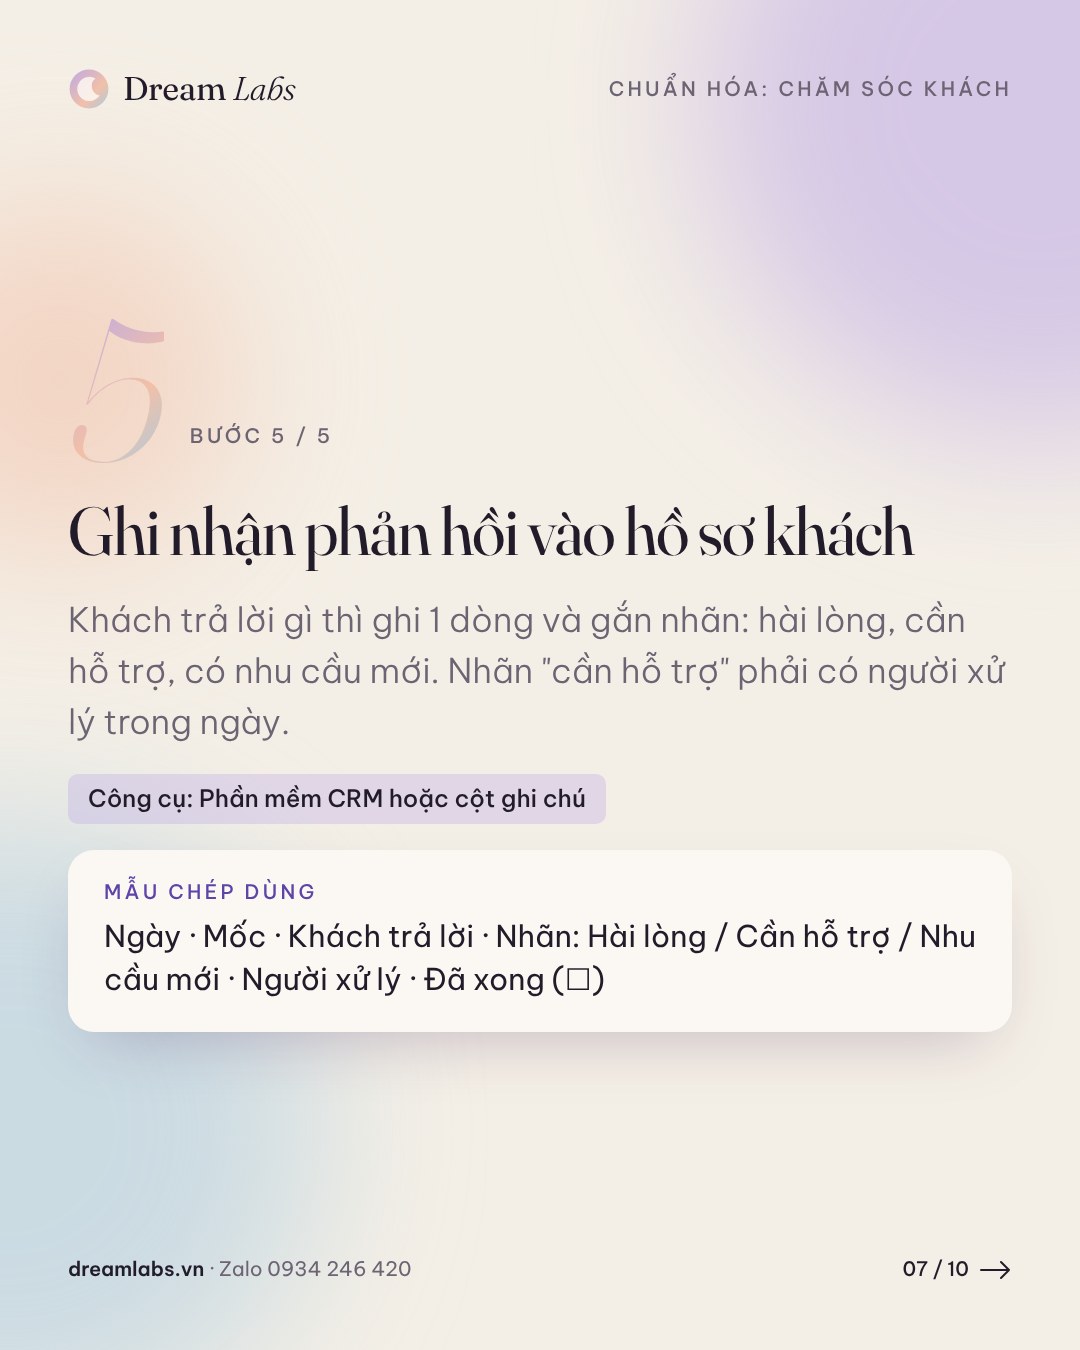 Dream Labs
CHUẨN HÓA: CHĂM SÓC KHÁCH
5
BƯỚC 5 / 5
Ghi nhận phản hồi vào hồ sơ khách
Khách trả lời gì thì ghi 1 dòng và gắn nhãn: hài lòng, cần
hỗ trợ, có nhu cầu mới. Nhãn "cần hỗ trợ" phải có người xử
lý trong ngày.
Công cụ: Phần mềm CRM hoặc cột ghi chú
MẪU CHÉP DÙNG
Ngày · Mốc · Khách trả lời · Nhãn: Hài lòng / Cần hỗ trợ / Nhu
cầu mới · Người xử lý · Đã xong (☐)
dreamlabs.vn · Zalo 0934 246 420
07 / 10 →